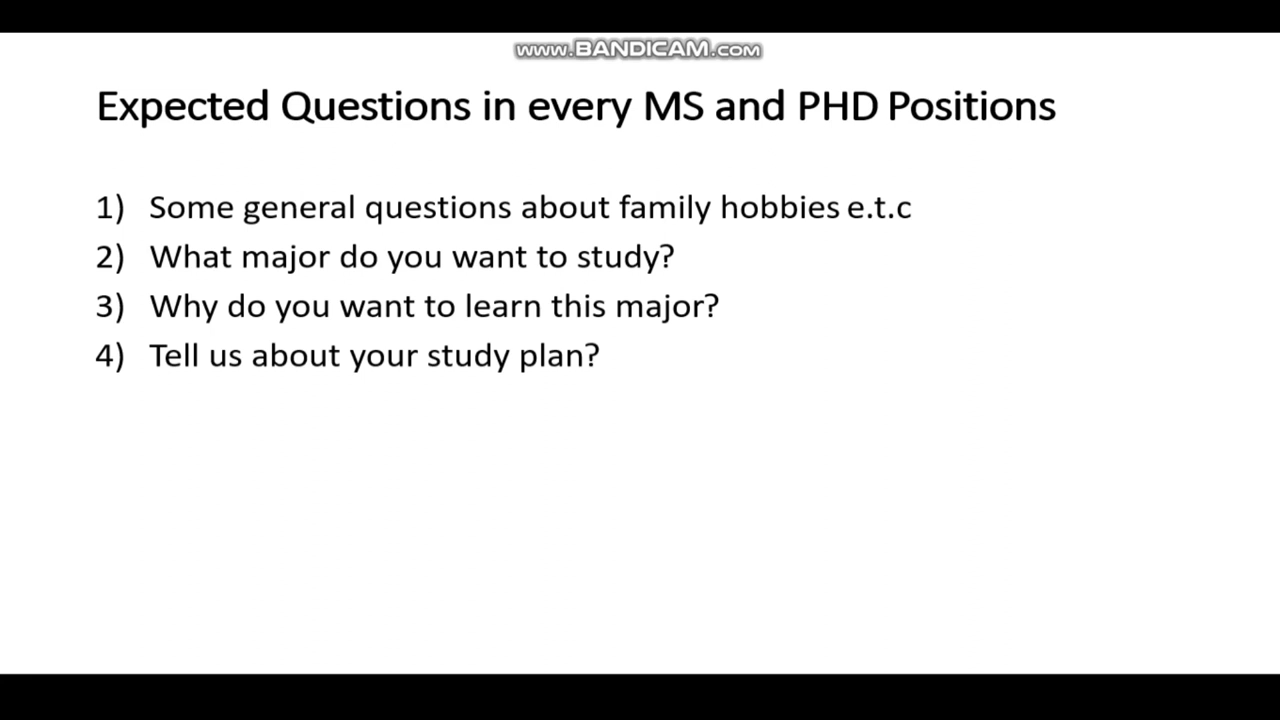 www.BANDICAM.com
Expected Questions in every MS and PHD Positions
1) Some general questions about family hobbies e.t.c
2) What major do you want to study?
3) Why do you want to learn this major?
4) Tell us about your study plan?